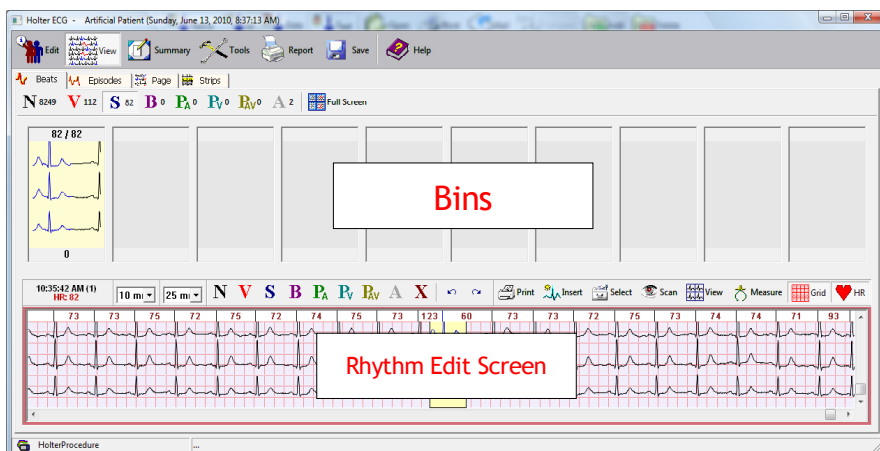 Holter ECG - Artificial Patient (Sunday, June 13, 2010, 8:37:13 AM)
Edit View Summary Tools Report Save Help
Beats Episodes Page Strips
N 8249 V 112 S 82 B 0 PA 0 PV 0 PAV 0 A 2 Full Screen
82 / 82
Bins
0
10:35:42 AM (1)
HR: 82
10 m 25 m N V S B PA PV PAV A X Print Insert Select Scan View Measure Grid HR
73 73 75 72 75 72 74 75 73 123 60 73 73 72 75 73 74 74 71 93
Rhythm Edit Screen
HolterProcedure ...